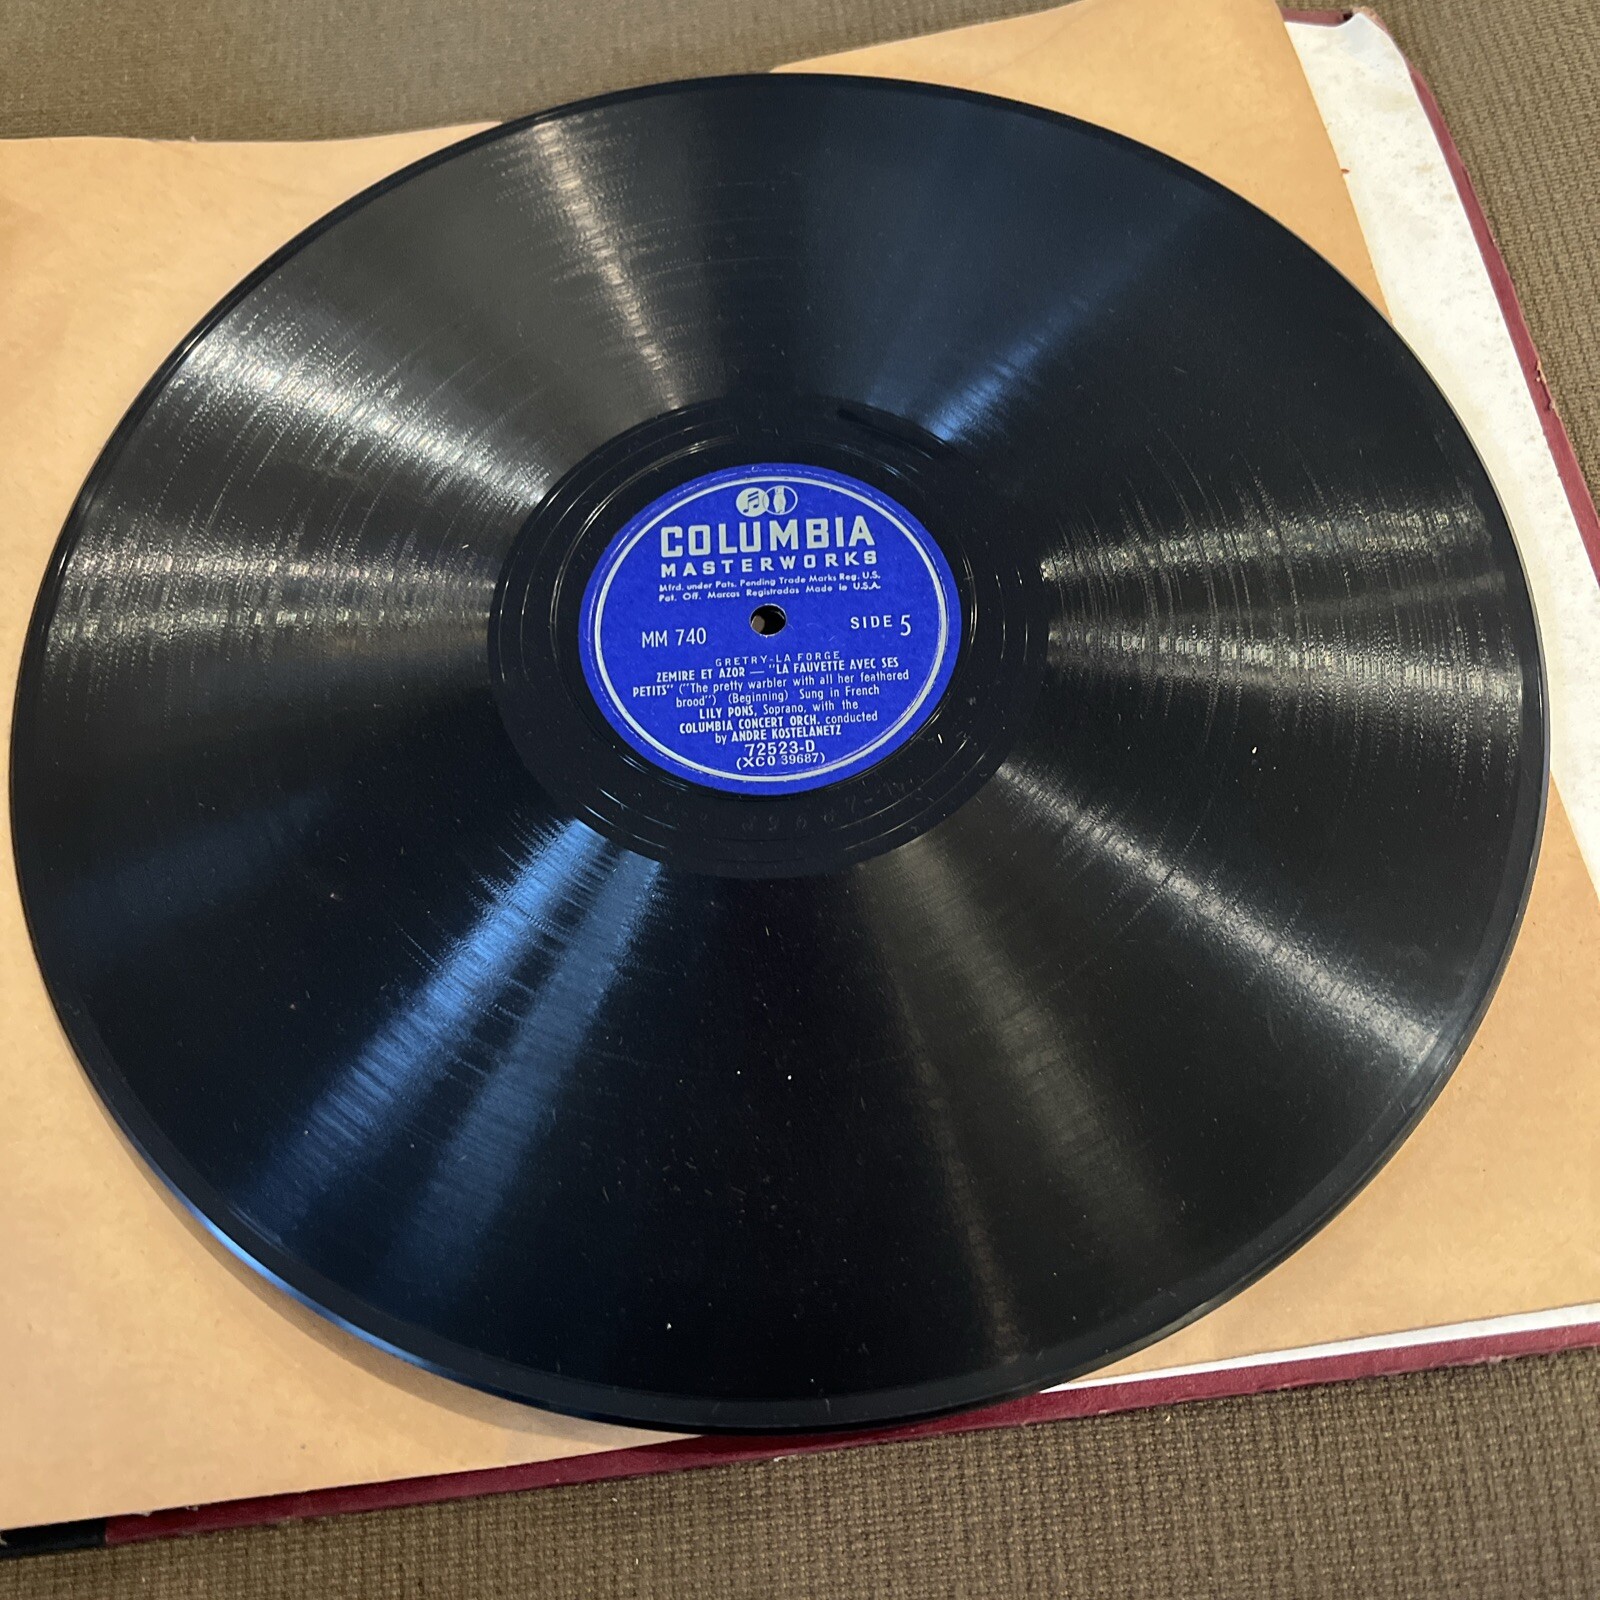 COLUMBIA
MASTERWORKS
Mfrd. under Pats. Pending Trade Marks Reg. U.S.
Pat. Off. Marcas Registradas Made in U.S.A.
MM 740
SIDE 5
GRETRY-LA FORGE
ZEMIRE ET AZOR — "LA FAUVETTE AVEC SES
PETITS" ("The pretty warbler with all her feathered
brood") (Beginning) Sung in French
LILY PONS, Soprano, with the
COLUMBIA CONCERT ORCH. conducted
by ANDRE KOSTELANETZ
72523-D
(XCO 39687)